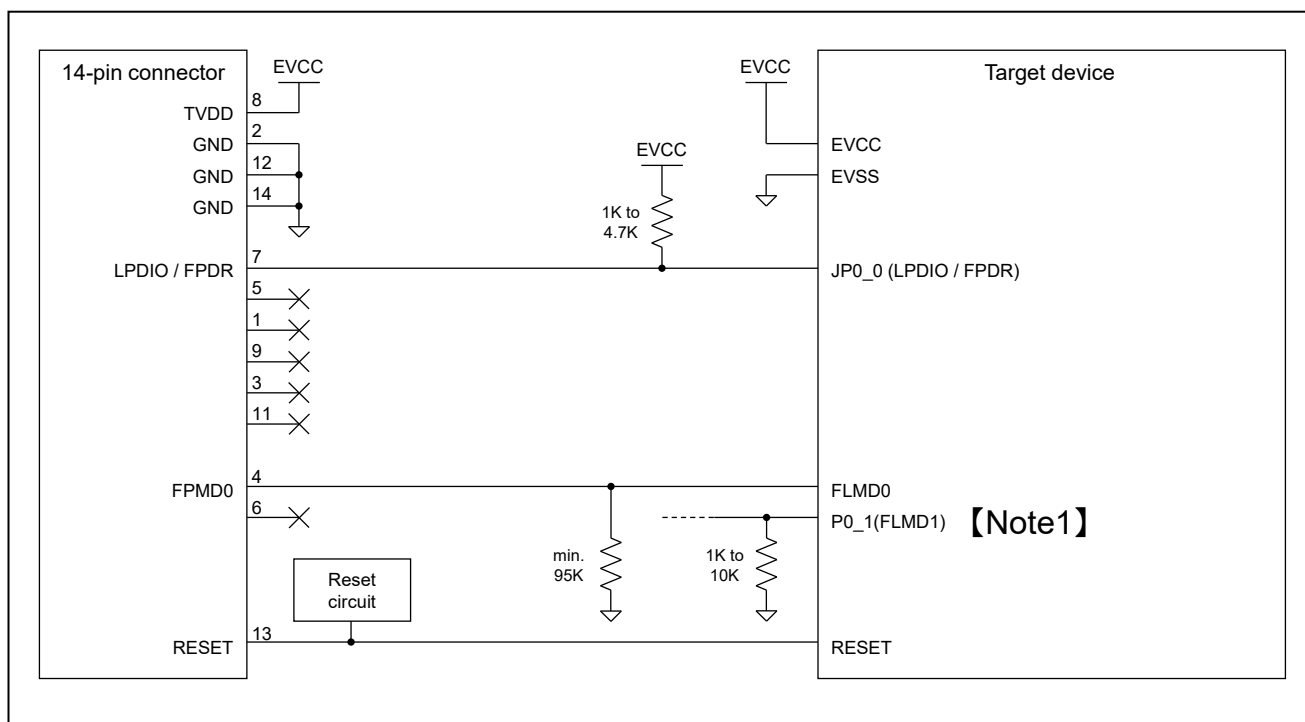 14-pin connector
EVCC
EVCC
Target device
8
TVDD
2
GND
EVCC
EVCC
12
GND
EVSS
14
GND
1K to
4.7K
7
LPDIO / FPDR
JP0_0 (LPDIO / FPDR)
5
1
9
3
11
4
FPMD0
FLMD0
6
P0_1(FLMD1) 【Note1】
min.
95K
1K to
10K
Reset
circuit
13
RESET
RESET